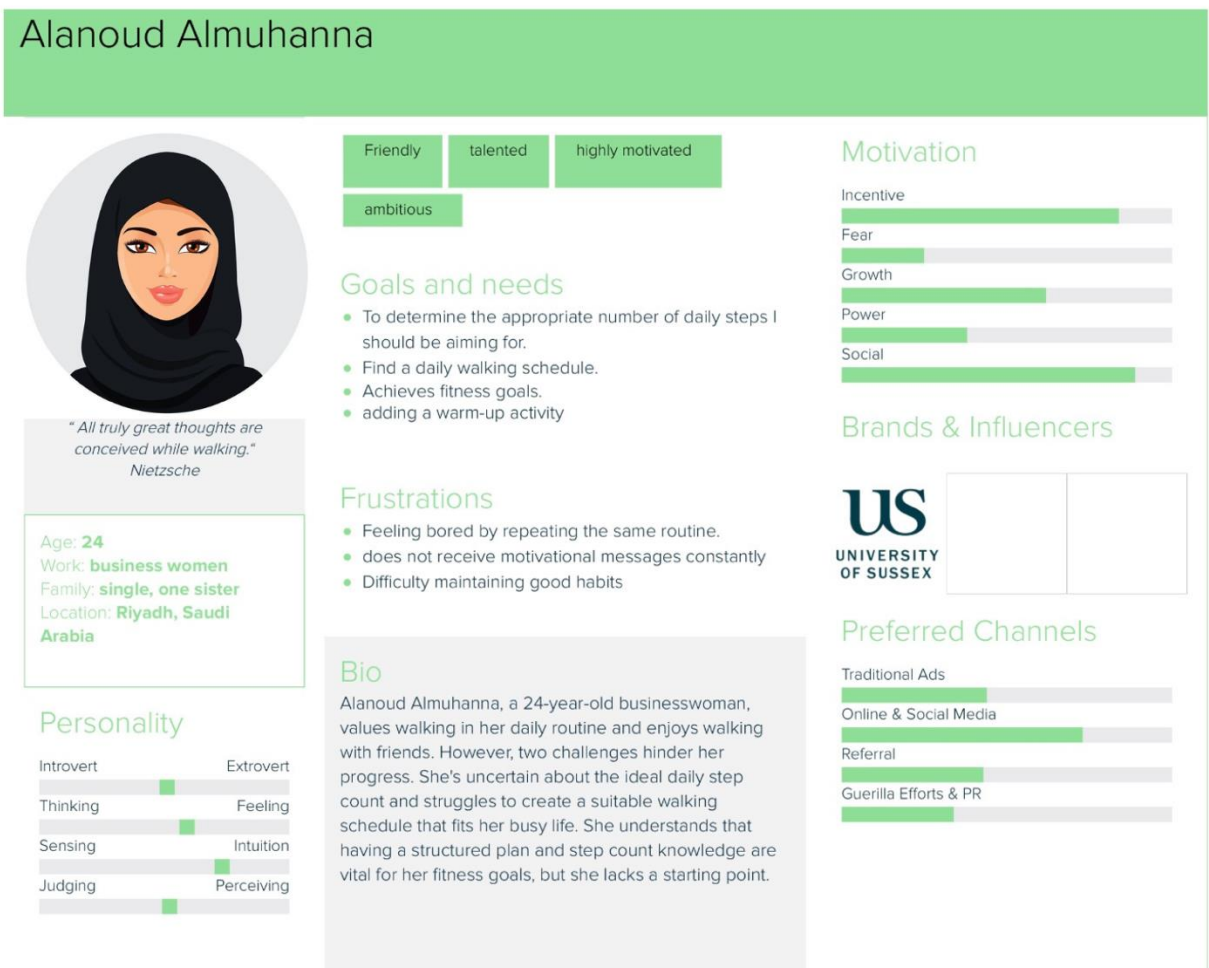 Alanoud Almuhanna
“ All truly great thoughts are
conceived while walking.“
Nietzsche
Age: 24
Work: business women
Family: single, one sister
Location: Riyadh, Saudi
Arabia
Personality
Introvert Extrovert
Thinking Feeling
Sensing Intuition
Judging Perceiving
Friendly talented highly motivated
ambitious
Goals and needs
To determine the appropriate number of daily steps I
should be aiming for.
Find a daily walking schedule.
Achieves fitness goals.
adding a warm-up activity
Frustrations
Feeling bored by repeating the same routine.
does not receive motivational messages constantly
Difficulty maintaining good habits
Bio
Alanoud Almuhanna, a 24-year-old businesswoman,
values walking in her daily routine and enjoys walking
with friends. However, two challenges hinder her
progress. She's uncertain about the ideal daily step
count and struggles to create a suitable walking
schedule that fits her busy life. She understands that
having a structured plan and step count knowledge are
vital for her fitness goals, but she lacks a starting point.
Motivation
Incentive
Fear
Growth
Power
Social
Brands & Influencers
US
UNIVERSITY
OF SUSSEX
Preferred Channels
Traditional Ads
Online & Social Media
Referral
Guerilla Efforts & PR